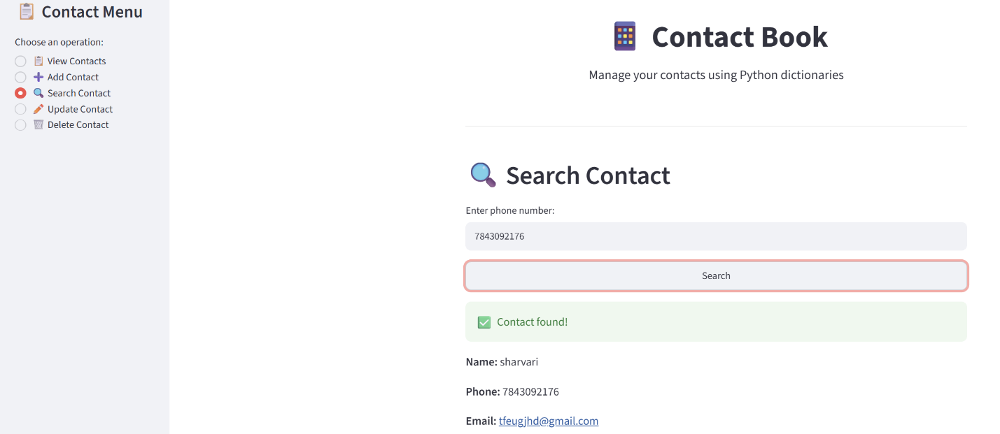 Contact Menu
Choose an operation:
View Contacts
Add Contact
Search Contact
Update Contact
Delete Contact
Contact Book
Manage your contacts using Python dictionaries
Search Contact
Enter phone number:
7843092176
Search
Contact found!
Name: sharvari
Phone: 7843092176
Email: tfeugjhd@gmail.com